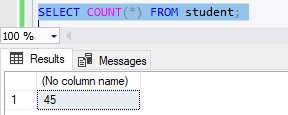 SELECT COUNT(*) FROM student;
100 %
Results
Messages
(No column name)
1 45